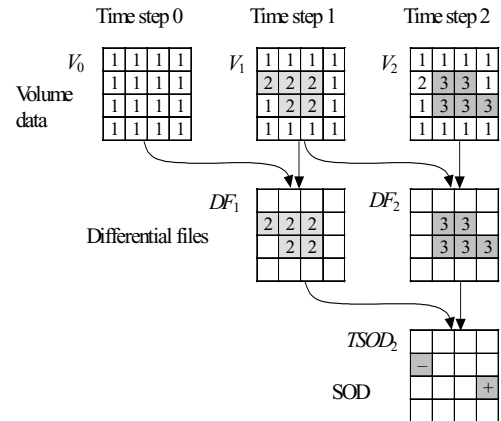 Time step 0 Time step 1 Time step 2
V0 1 1 1 1 V1 1 1 1 1 V2 1 1 1 1
1 1 1 1 2 2 2 1 2 3 3 1
Volume data
1 1 1 1 1 2 2 1 1 3 3 3
1 1 1 1 1 1 1 1 1 1 1 1
DF1 DF2
2 2 2 3 3
Differential files
2 2 3 3 3
TSOD2
–
SOD +